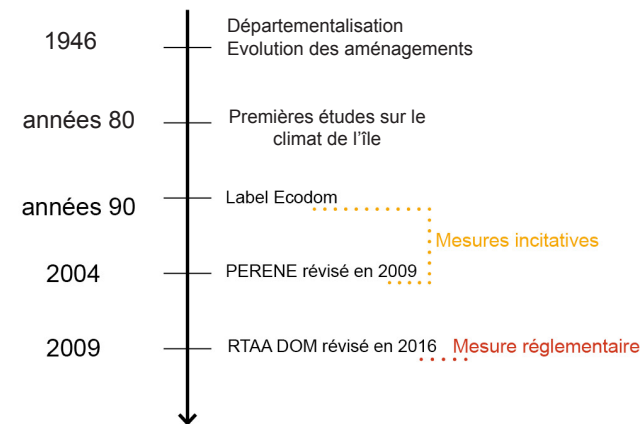 1946
Départementalisation
Evolution des aménagements
années 80
Premières études sur le
climat de l'île
années 90
Label Ecodom
Mesures incitatives
2004
PERENE révisé en 2009
2009
RTAA DOM révisé en 2016
Mesure réglementaire